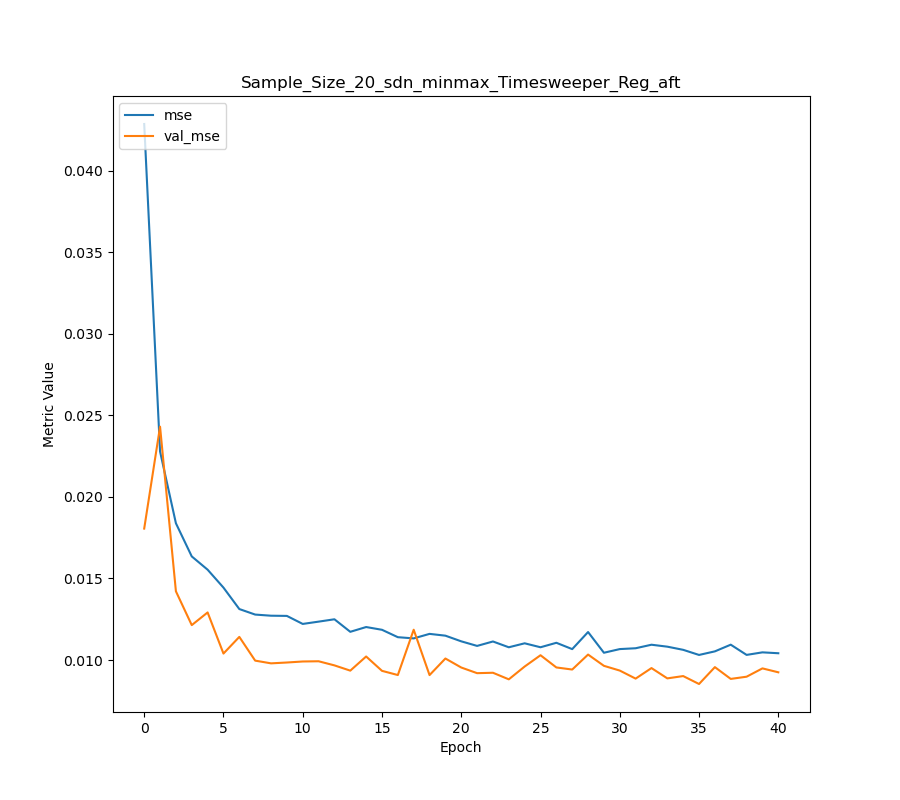 Sample_Size_20_sdn_minmax_Timesweeper_Reg_aft
mse
val_mse
0.040
0.035
0.030
0.025
0.020
0.015
0.010
Metric Value
0 5 10 15 20 25 30 35 40
Epoch